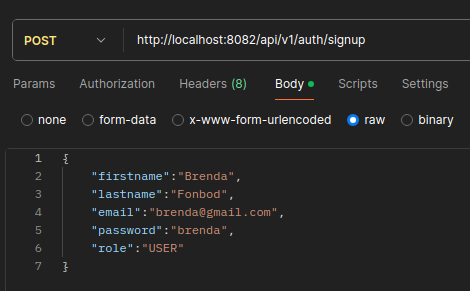 POST http://localhost:8082/api/v1/auth/signup
Params Authorization Headers (8) Body Scripts Settings
none form-data x-www-form-urlencoded raw binary
1 {
2 "firstname":"Brenda",
3 "lastname":"Fonbod",
4 "email":"brenda@gmail.com",
5 "password":"brenda",
6 "role":"USER"
7 }